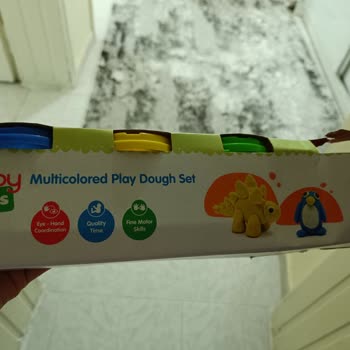 Multicolored Play Dough Set
Eye - Hand
Coordination
Quality
Time
Fine Motor
Skills